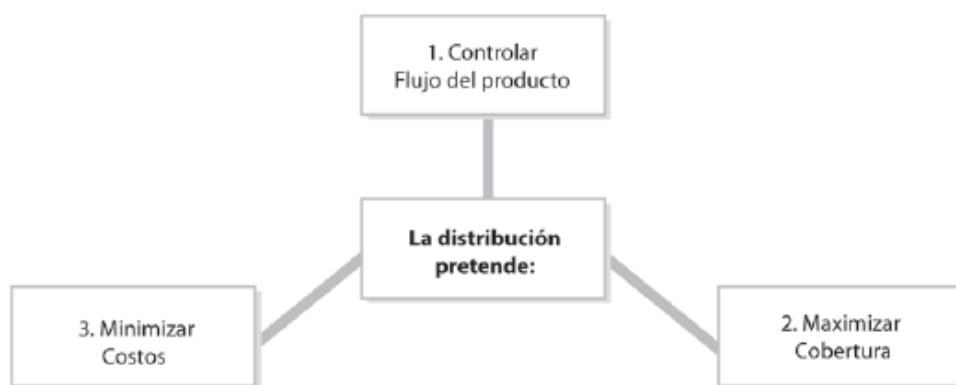 1. Controlar
Flujo del producto
La distribución
pretende:
3. Minimizar
Costos
2. Maximizar
Cobertura